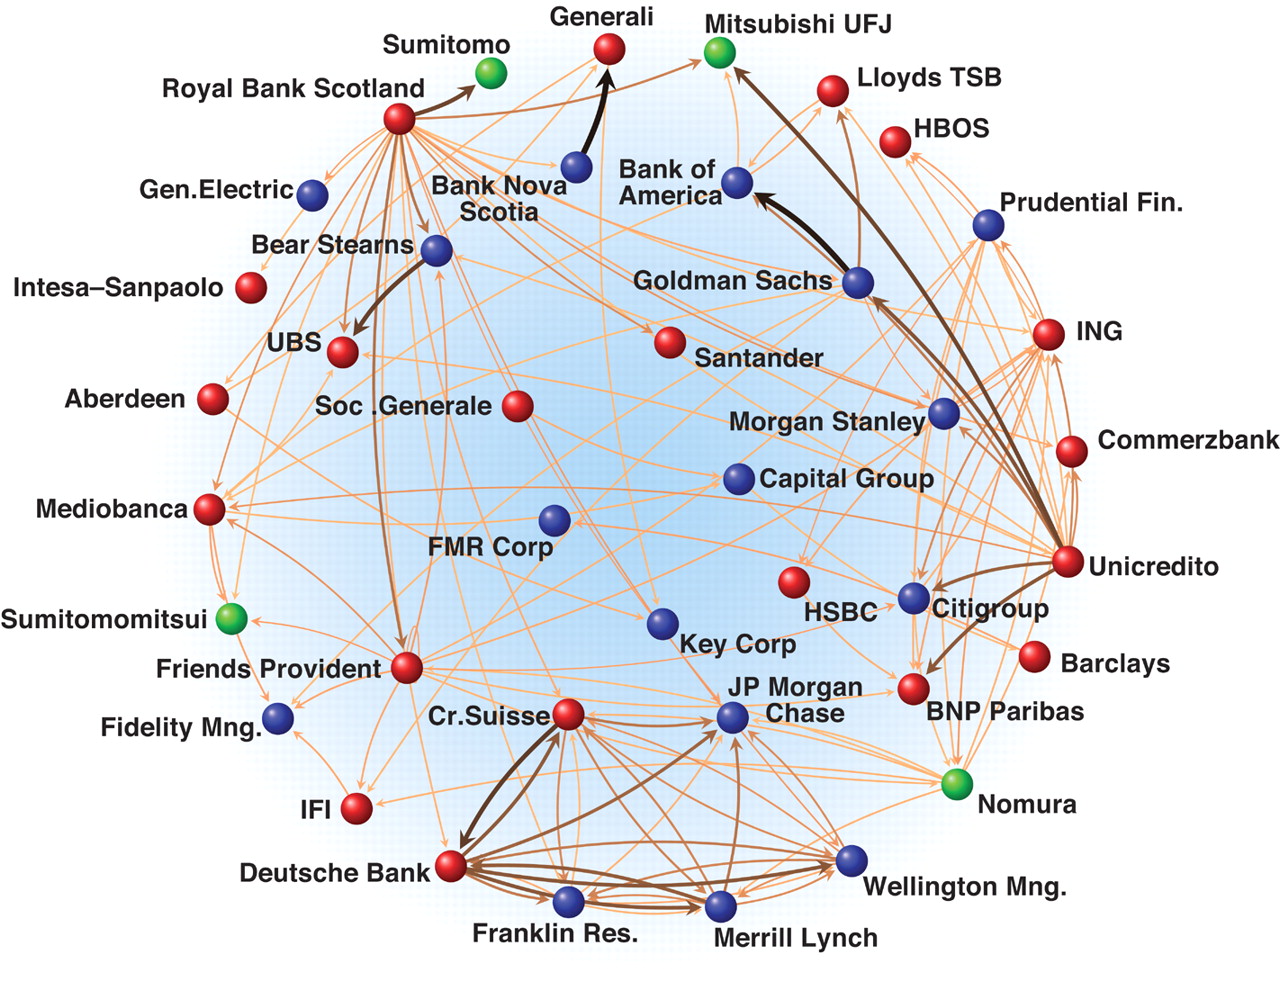 Generali
Mitsubishi UFJ
Sumitomo
Royal Bank Scotland
Lloyds TSB
HBOS
Bank of
America
Gen.Electric
Bank Nova
Scotia
Prudential Fin.
Bear Stearns
Goldman Sachs
Intesa–Sanpaolo
UBS
ING
Santander
Aberdeen
Soc .Generale
Morgan Stanley
Commerzbank
Capital Group
Mediobanca
FMR Corp
Unicredito
HSBC
Citigroup
Sumitomomitsui
Key Corp
Friends Provident
Barclays
JP Morgan
Chase
Cr.Suisse
BNP Paribas
Fidelity Mng.
IFI
Nomura
Deutsche Bank
Wellington Mng.
Franklin Res.
Merrill Lynch